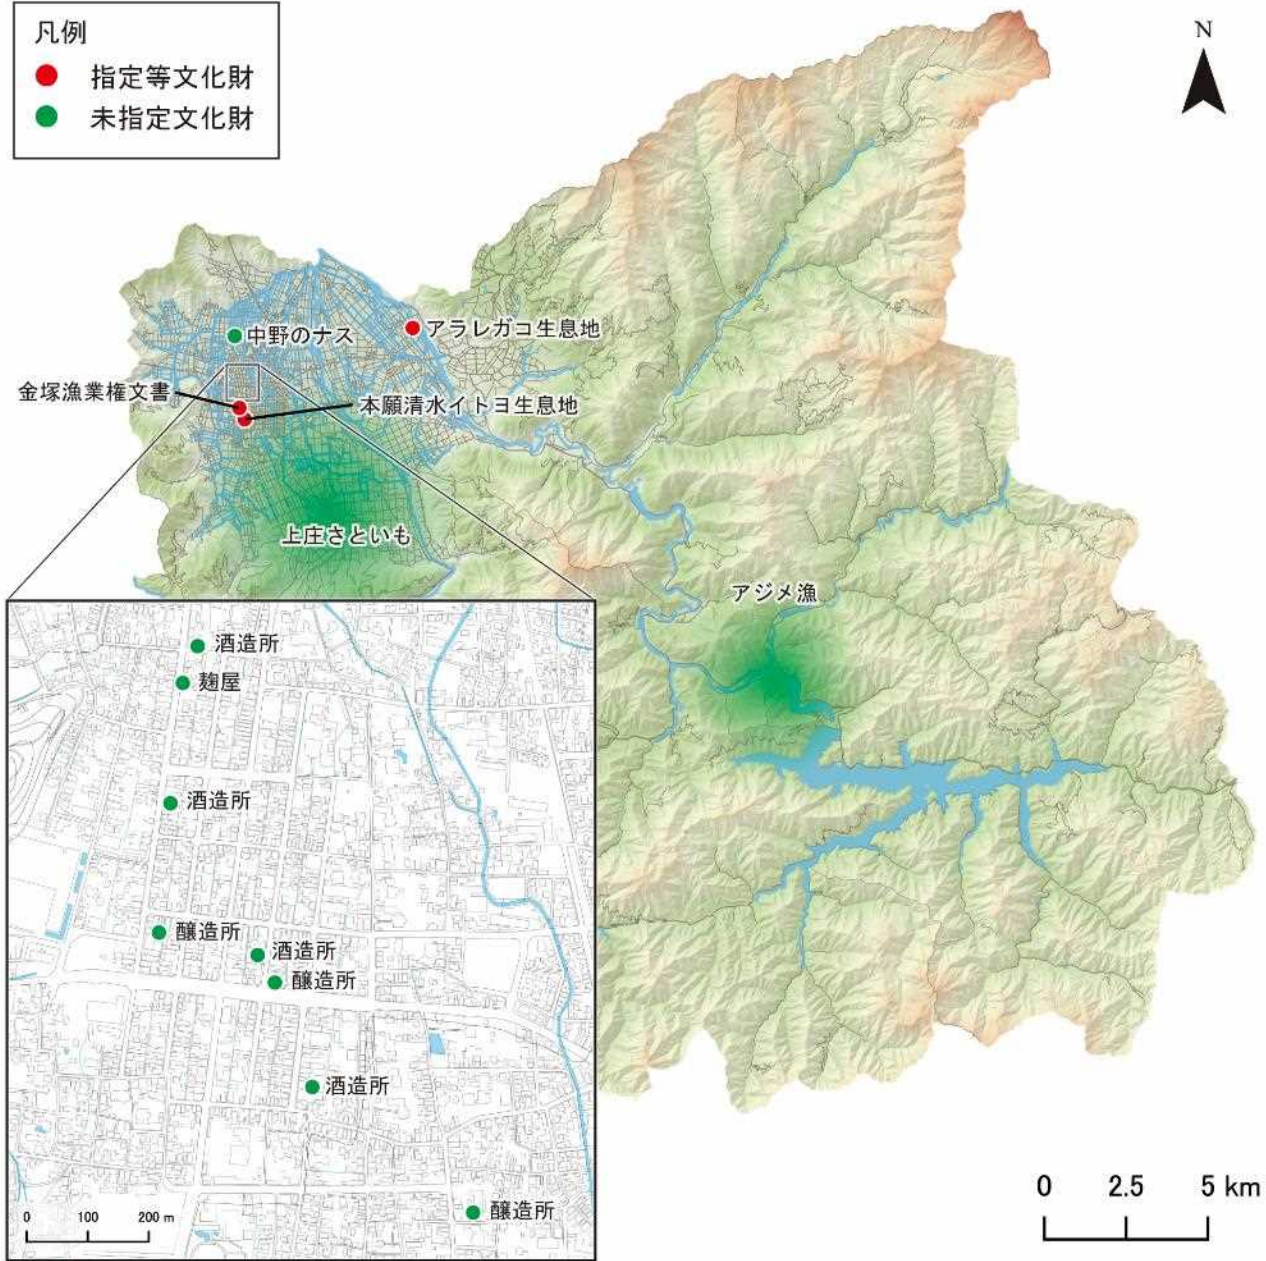 凡例
指定等文化財
未指定文化財
N
中野のナス
アラレガコ生息地
金塚漁業権文書
本願清水イトヨ生息地
上庄さといも
アジメ漁
酒造所
麹屋
酒造所
醸造所
酒造所
醸造所
酒造所
醸造所
0 100 200 m
0 2.5 5 km